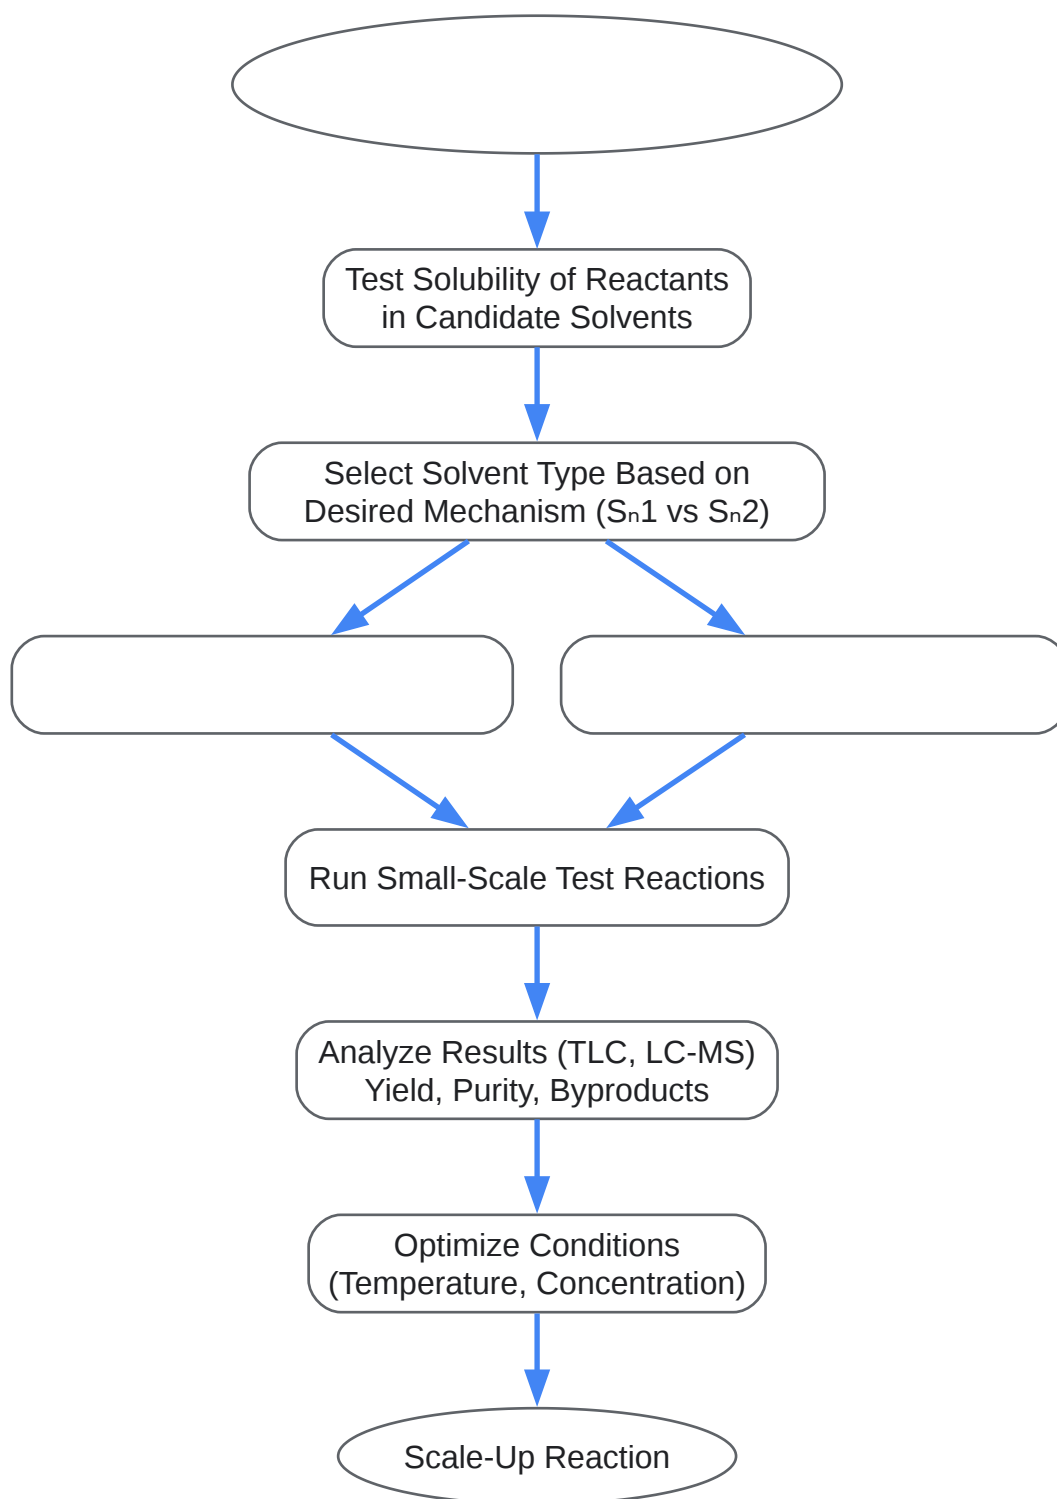 Test Solubility of Reactants
in Candidate Solvents
Select Solvent Type Based on
Desired Mechanism (Sₙ1 vs Sₙ2)
Run Small-Scale Test Reactions
Analyze Results (TLC, LC-MS)
Yield, Purity, Byproducts
Optimize Conditions
(Temperature, Concentration)
Scale-Up Reaction